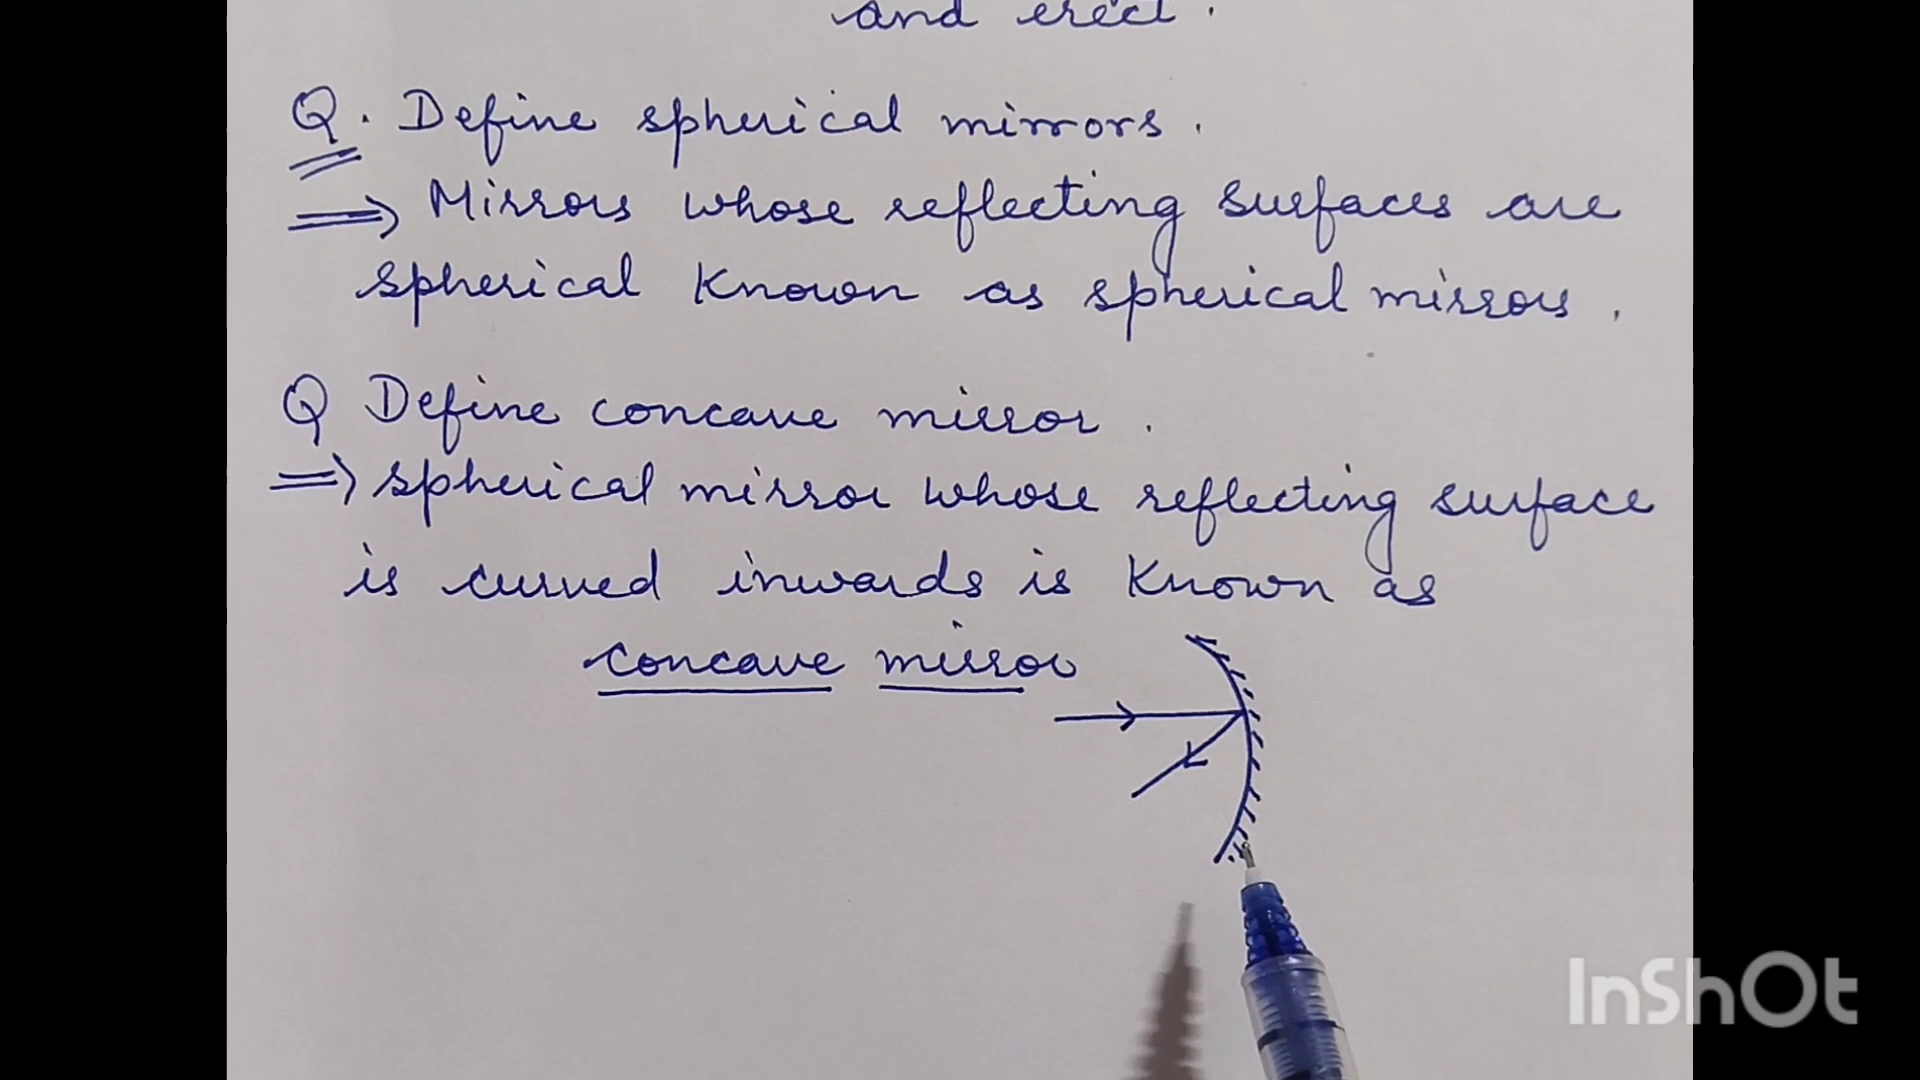 and erect.
Q. Define spherical mirrors.
⇒ Mirrors whose reflecting surfaces are
spherical known as spherical mirrors.
Q Define concave mirror.
⇒ spherical mirror whose reflecting surface
is curved inwards is known as
concave mirror
InShOt